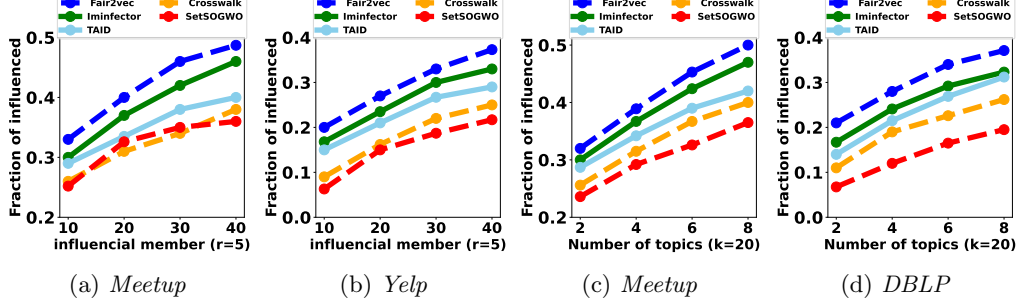 Fair2vec Crosswalk
Iminfector SetSOGWO
TAID
Fraction of influenced
0.5
0.4
0.3
0.2
10 20 30 40
influencial member (r=5)
(a) Meetup
Fair2vec Crosswalk
Iminfector SetSOGWO
TAID
Fraction of influenced
0.4
0.3
0.2
0.1
0.0
10 20 30 40
influencial member (r=5)
(b) Yelp
Fair2vec Crosswalk
Iminfector SetSOGWO
TAID
Fraction of influenced
0.5
0.4
0.3
0.2
2 4 6 8
Number of topics (k=20)
(c) Meetup
Fair2vec Crosswalk
Iminfector SetSOGWO
TAID
Fraction of influenced
0.4
0.3
0.2
0.1
0.0
2 4 6 8
Number of topics (k=20)
(d) DBLP